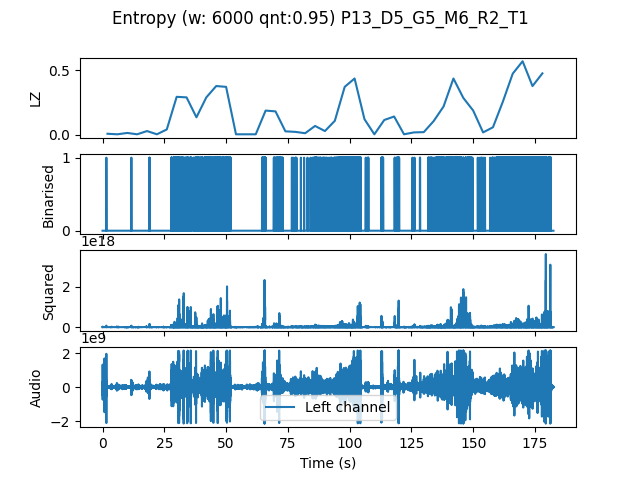 Entropy (w: 6000 qnt:0.95) P13_D5_G5_M6_R2_T1
0.5
0.0
LZ
1
0
Binarised
1e18
2
0
Squared
1e9
2
0
−2
Audio
Left channel
0 25 50 75 100 125 150 175
Time (s)